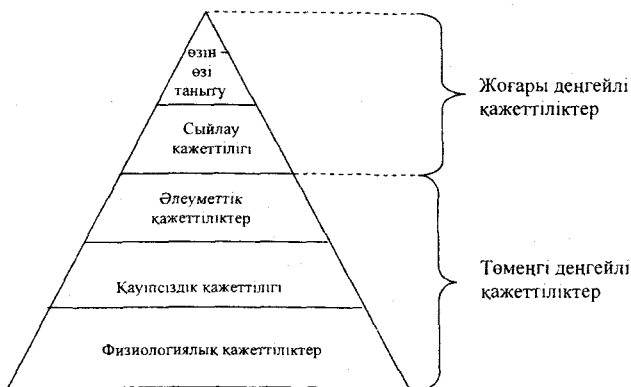 өзін -
өзі
таныту
Сыйлау
қажеттілігі
Әлеуметтік
қажеттіліктер
Қауіпсіздік қажеттілігі
Физиологиялық қажеттіліктер
Жоғары деңгейлі
қажеттіліктер
Төменгі деңгейлі
қажеттіліктер